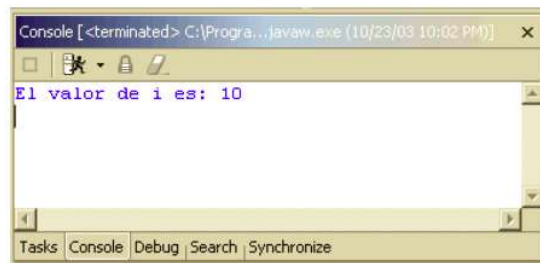 Console [<terminated> C:\Progra...javaw.exe (10/23/03 10:02 PM)]
El valor de i es: 10
Tasks Console Debug Search Synchronize